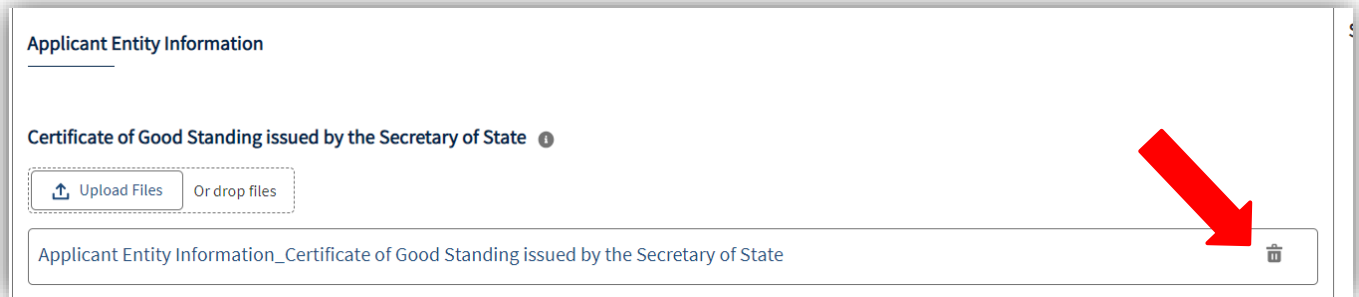 Applicant Entity Information
Certificate of Good Standing issued by the Secretary of State
Upload Files Or drop files
Applicant Entity Information_Certificate of Good Standing issued by the Secretary of State